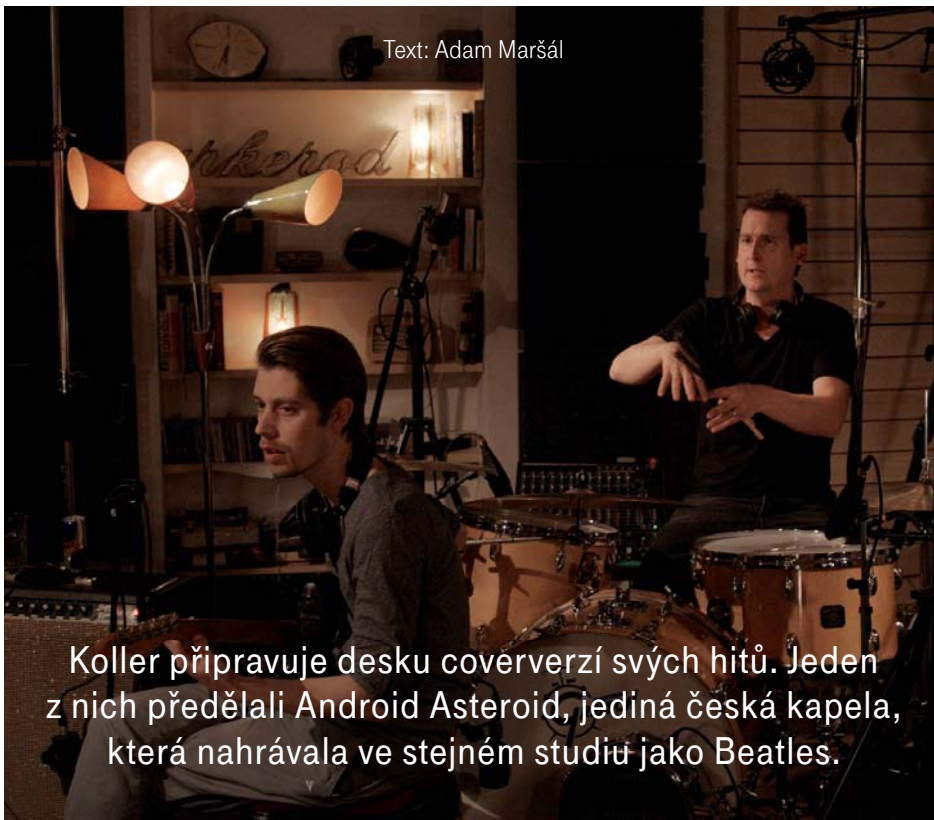 Text: Adam Maršál
Koller připravuje desku coververzí svých hitů. Jeden
z nich předělali Android Asteroid, jediná česká kapela,
která nahrávala ve stejném studiu jako Beatles.